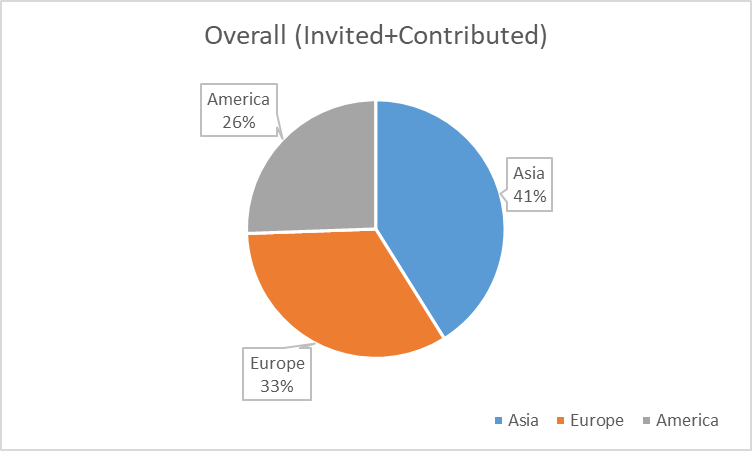 Overall (Invited+Contributed)
America
26%
Asia
41%
Europe
33%
Asia Europe America